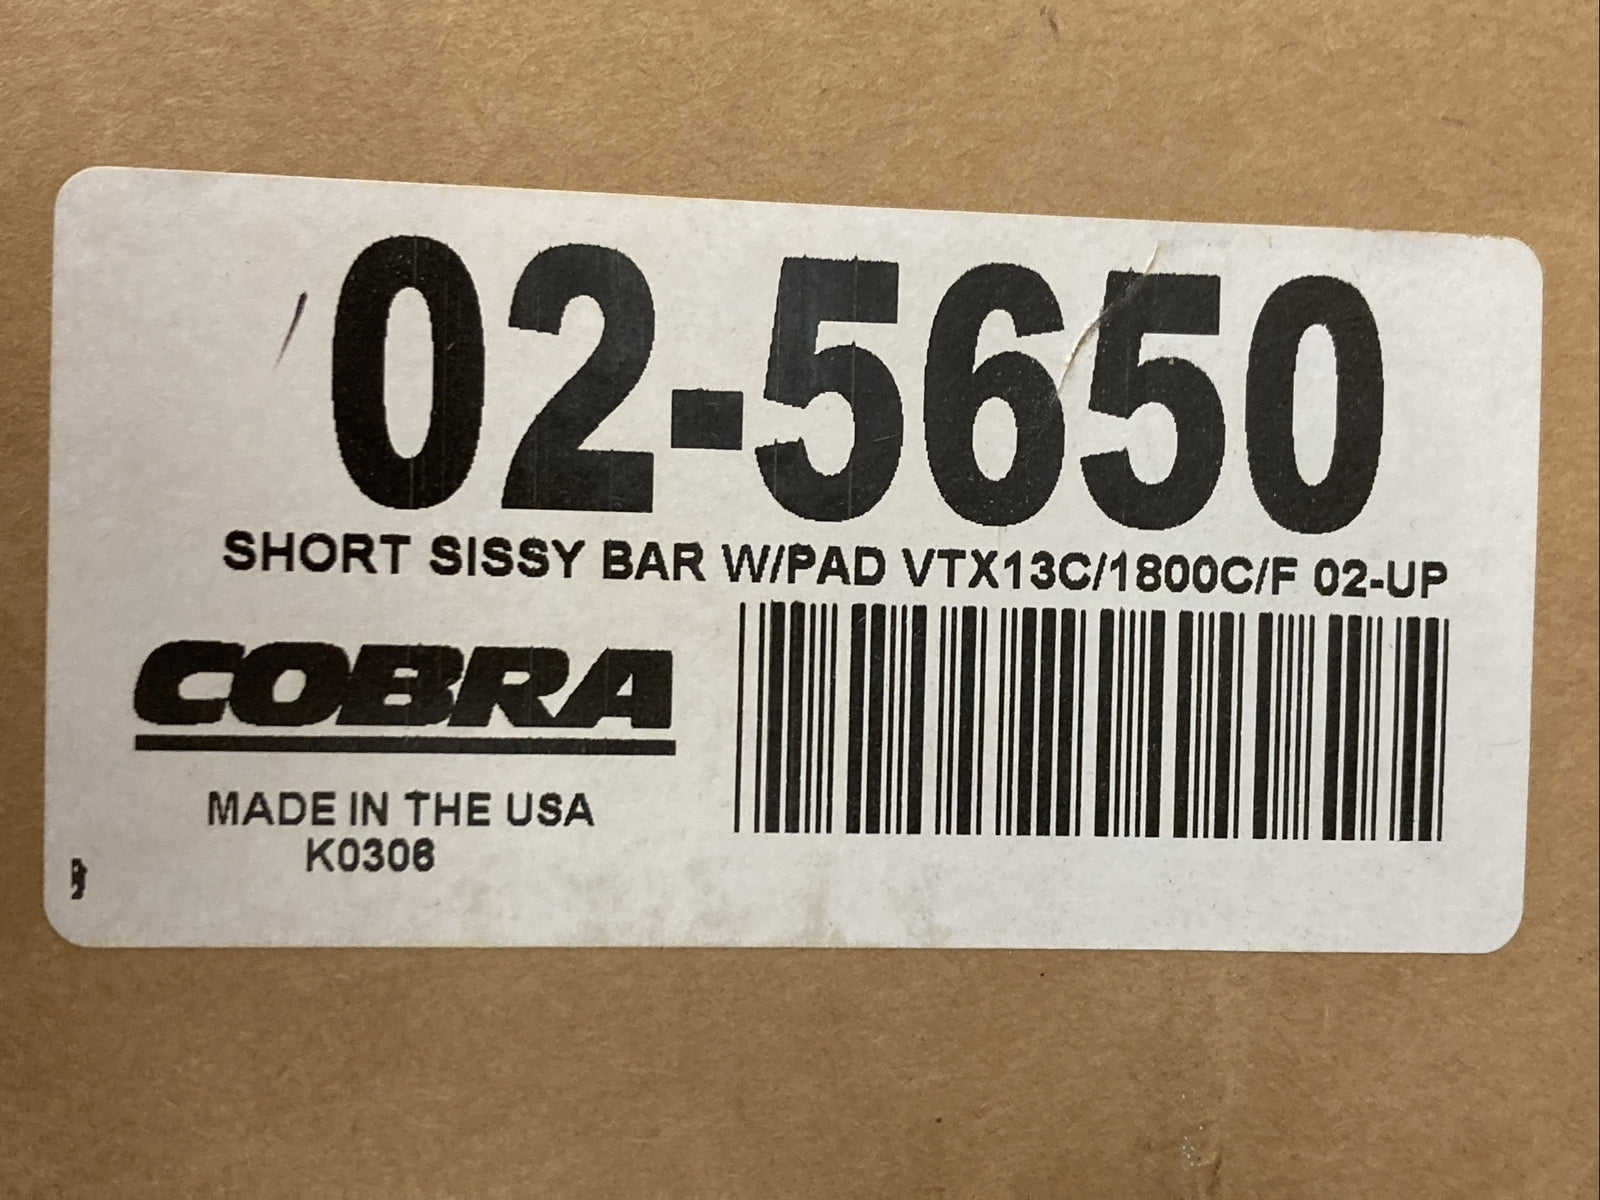 02-5650
SHORT SISSY BAR W/PAD VTX13C/1800C/F 02-UP
COBRA
MADE IN THE USA
K0306